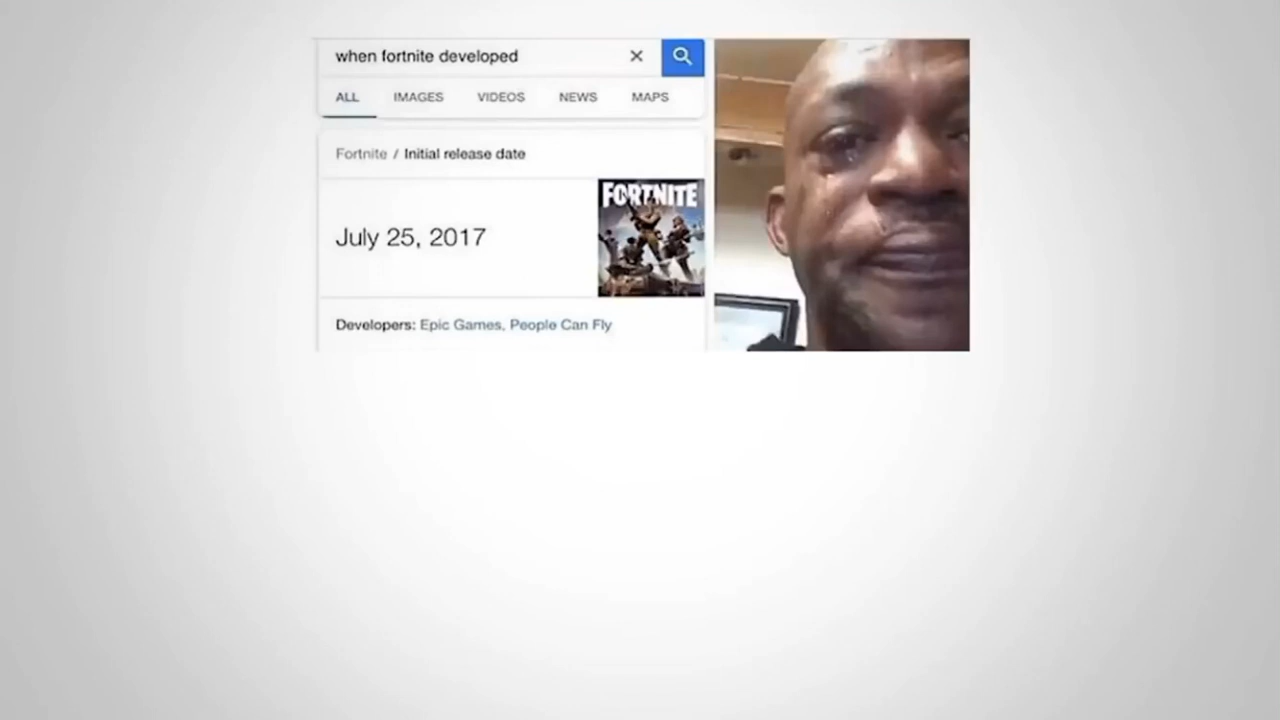 when fortnite developed
ALL IMAGES VIDEOS NEWS MAPS
Fortnite / Initial release date
FORTNITE
July 25, 2017
Developers: Epic Games, People Can Fly